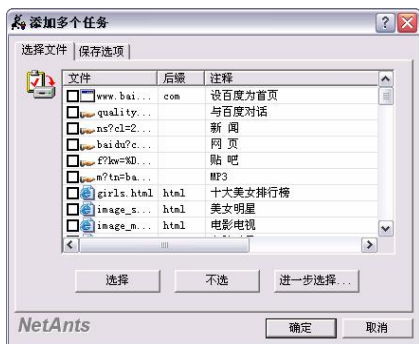 添加多个任务
选择文件 保存选项
文件 后缀 注释
www.bai... com 设百度为首页
quality... 与百度对话
ns?cl=2... 新 闻
baidu?c... 网 页
f?kw=%D... 贴 吧
m?tn=ba... MP3
girls.html html 十大美女排行榜
image_s... html 美女明星
image_m... html 电影电视
选择 不选 进一步选择...
NetAnts 确定 取消